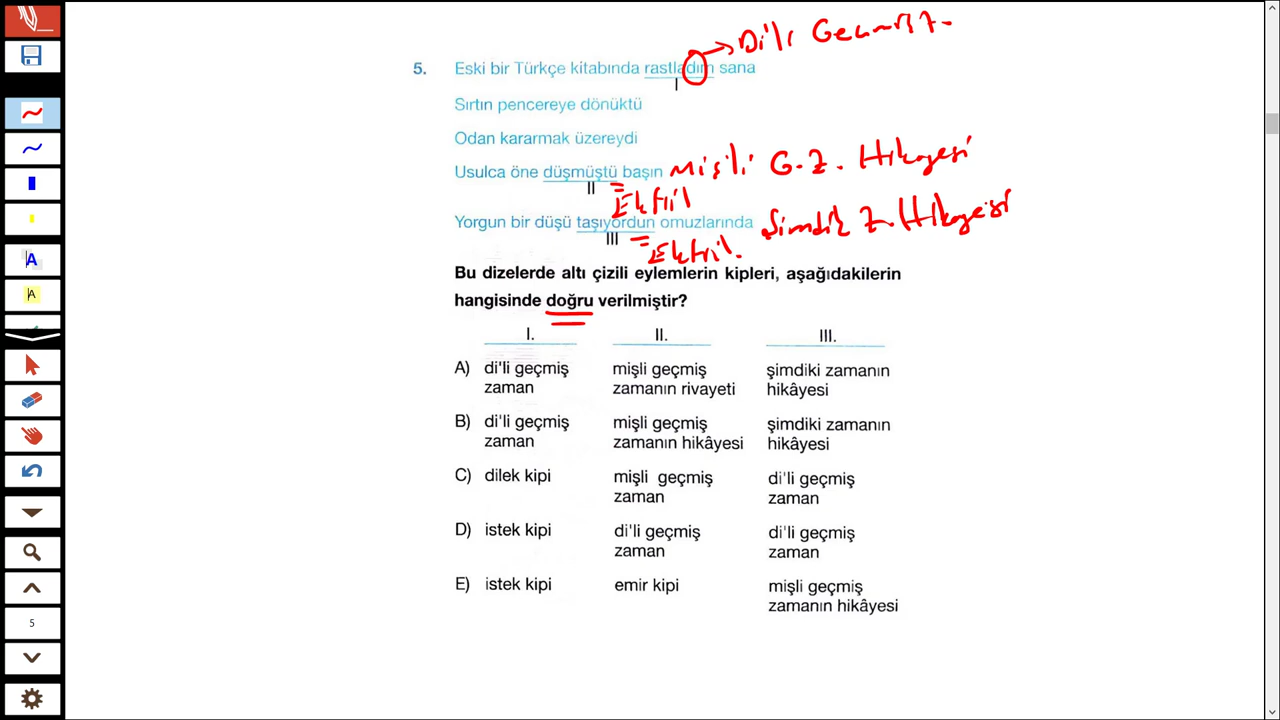 Di'li Gecmiş Z.
5. Eski bir Türkçe kitabında rastladım sana
I
Sırtın pencereye dönüktü
Odan kararmak üzereydi
Usulca öne düşmüştü başın Mişli G.Z. Hikayesi
II
Ekfiil
Yorgun bir düşü taşıyordun omuzlarında Şimdik Z. Hikayesi
III
Ekfiil.
Bu dizelerde altı çizili eylemlerin kipleri, aşağıdakilerin
hangisinde doğru verilmiştir?
I. II. III.
A) di'li geçmiş mişli geçmiş şimdiki zamanın
zaman zamanın rivayeti hikâyesi
B) di'li geçmiş mişli geçmiş şimdiki zamanın
zaman zamanın hikâyesi hikâyesi
C) dilek kipi mişli geçmiş di'li geçmiş
zaman zaman
D) istek kipi di'li geçmiş di'li geçmiş
zaman zaman
E) istek kipi emir kipi mişli geçmiş
zamanın hikâyesi
A
A
5